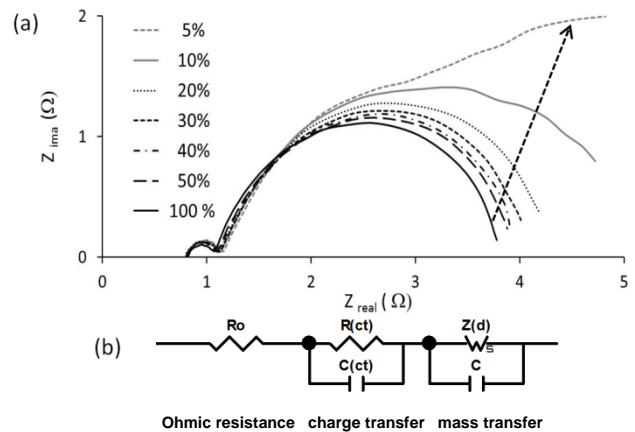 (a)
2
1
0
Z ima (Ω)
5%
10%
20%
30%
40%
50%
100 %
0 1 2 3 4 5
Z real (Ω)
(b)
Ro R(ct) Z(d)
S
C(ct) C
Ohmic resistance charge transfer mass transfer